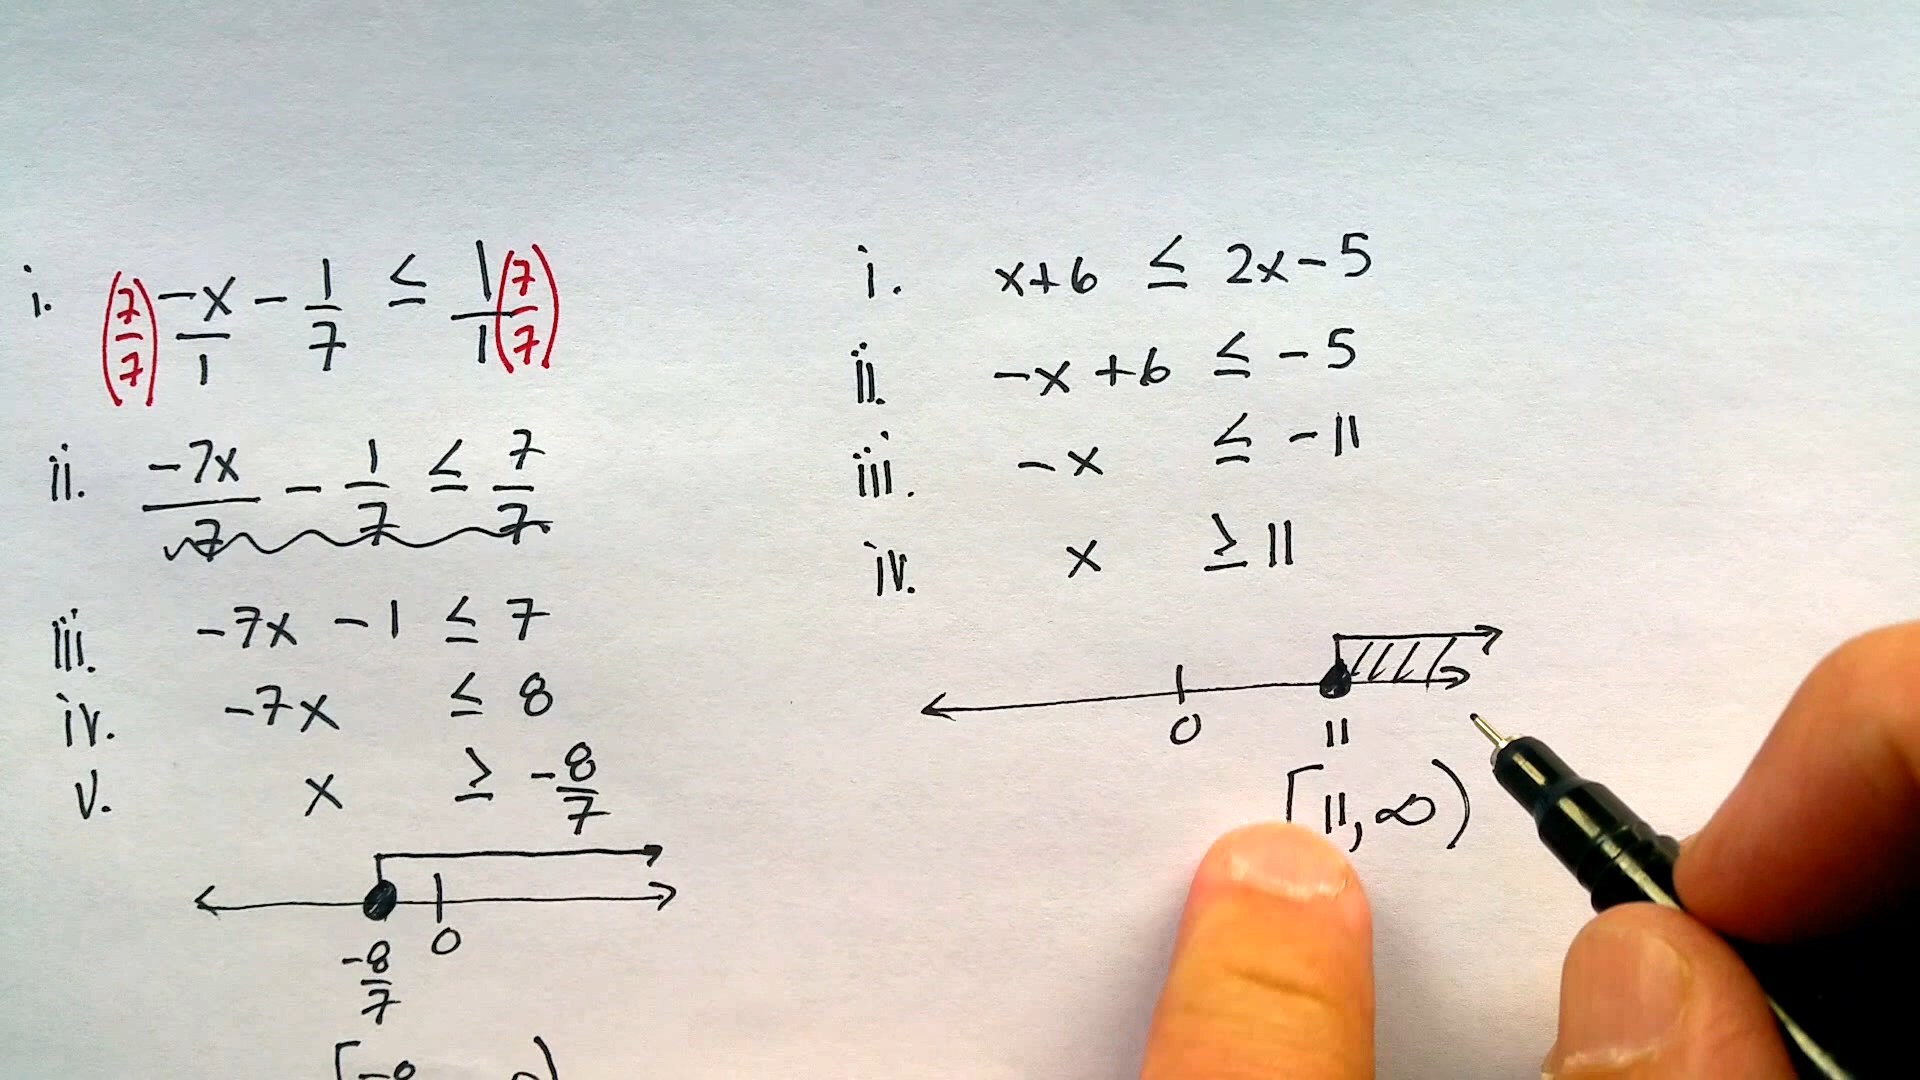 i. (7/7) -x/1 - 1/7 ≤ 1/1 (7/7)
ii. -7x/7 - 1/7 ≤ 7/7
iii. -7x - 1 ≤ 7
iv. -7x ≤ 8
v. x ≥ -8/7
0
-8/7
i. x+6 ≤ 2x-5
ii. -x+6 ≤ -5
iii. -x ≤ -11
iv. x ≥ 11
0 11
[11,∞)